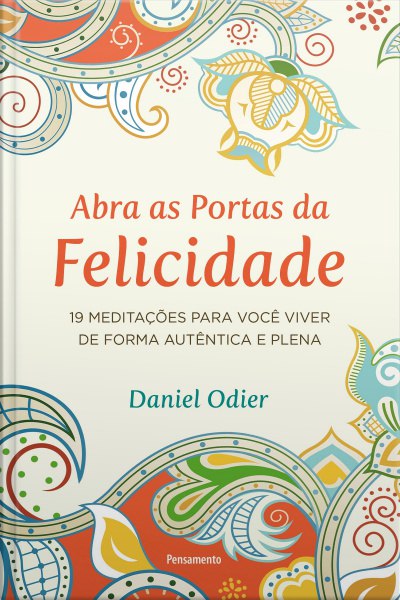 Abra as Portas da
Felicidade
19 MEDITAÇÕES PARA VOCÊ VIVER
DE FORMA AUTÊNTICA E PLENA
Daniel Odier
Pensamento